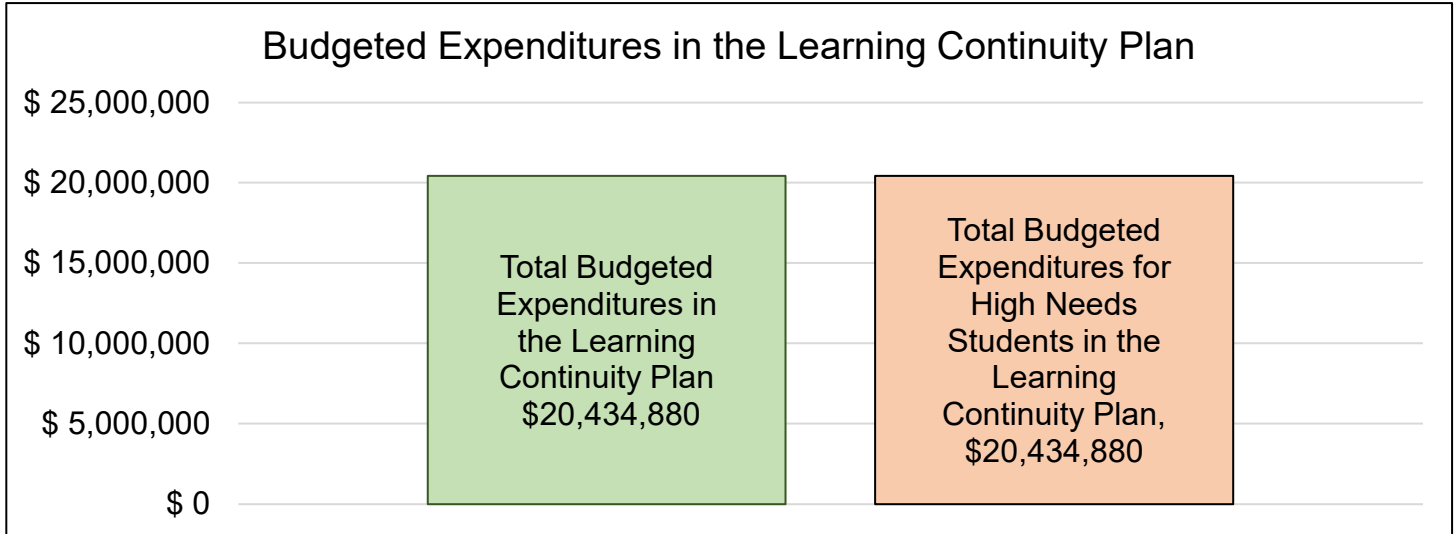 Budgeted Expenditures in the Learning Continuity Plan
$ 25,000,000
$ 20,000,000
$ 15,000,000
$ 10,000,000
$ 5,000,000
$ 0
Total Budgeted
Expenditures in
the Learning
Continuity Plan
$20,434,880
Total Budgeted
Expenditures for
High Needs
Students in the
Learning
Continuity Plan,
$20,434,880